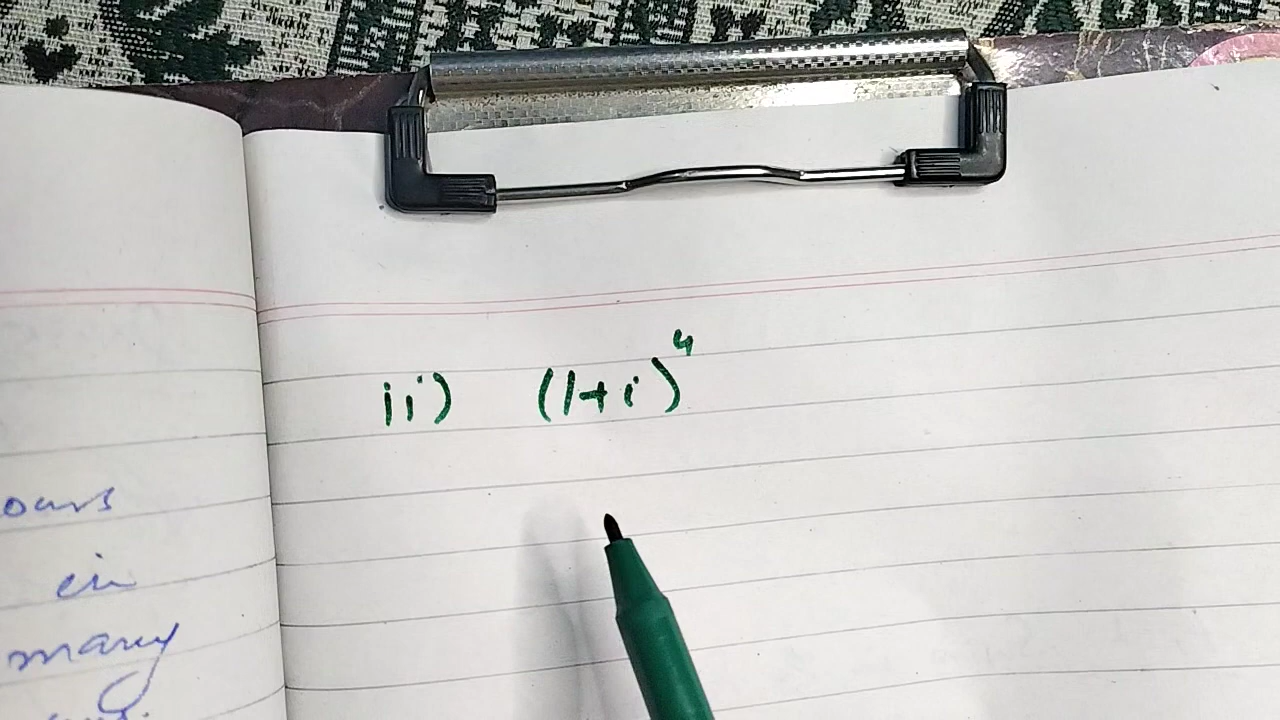 ii) (1+i)⁴
ours
in
many